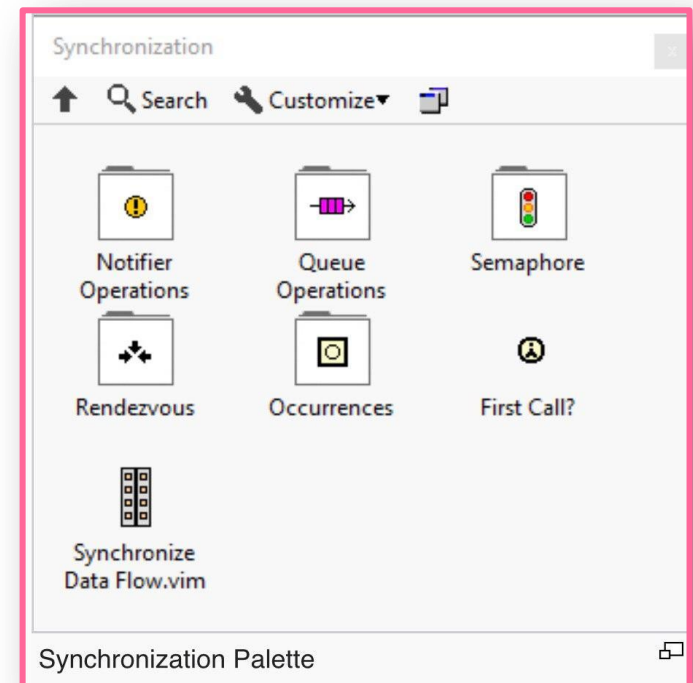 Synchronization
Search Customize
Notifier Operations
Queue Operations
Semaphore
Rendezvous
Occurrences
First Call?
Synchronize
Data Flow.vim
Synchronization Palette